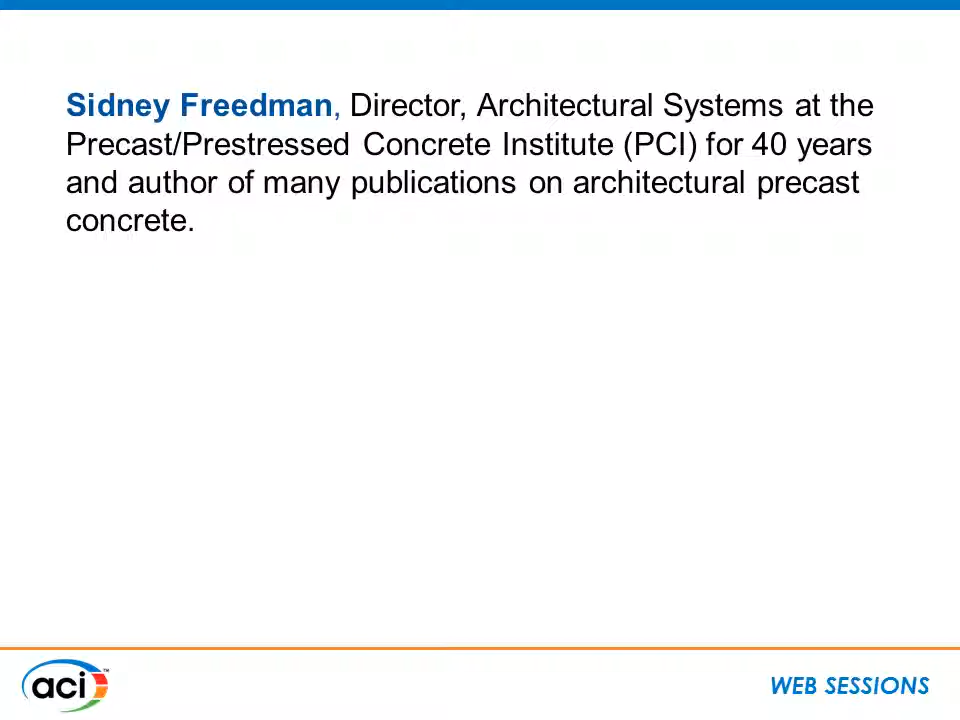 Sidney Freedman, Director, Architectural Systems at the
Precast/Prestressed Concrete Institute (PCI) for 40 years
and author of many publications on architectural precast
concrete.
aci™
WEB SESSIONS